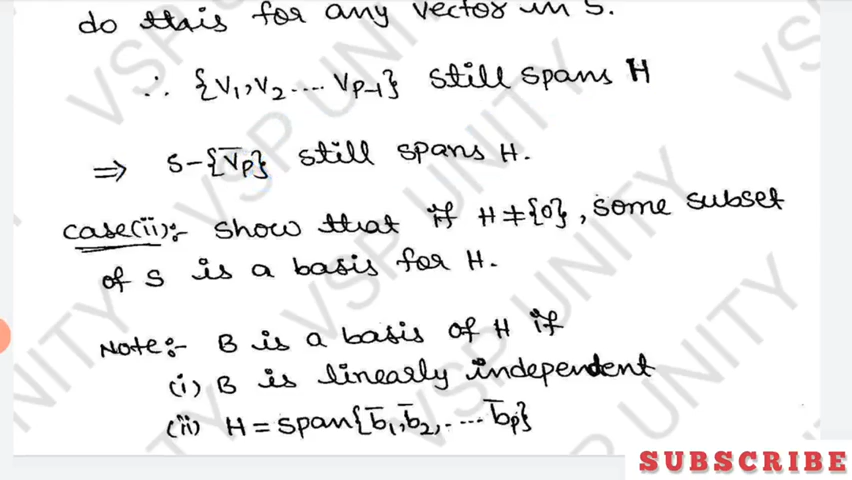 do this for any vector in S.
∴ {V₁, V₂ .... Vₚ₋₁} still spans H
⇒ S-{V̅ₚ} still spans H.
case(ii):- show that if H≠{0}, some subset
of S is a basis for H.
Note:- B is a basis of H if
(i) B is linearly independent
(ii) H = span{b̅₁, b̅₂, .... b̅ₚ}
SUBSCRIBE
VSP UNITY